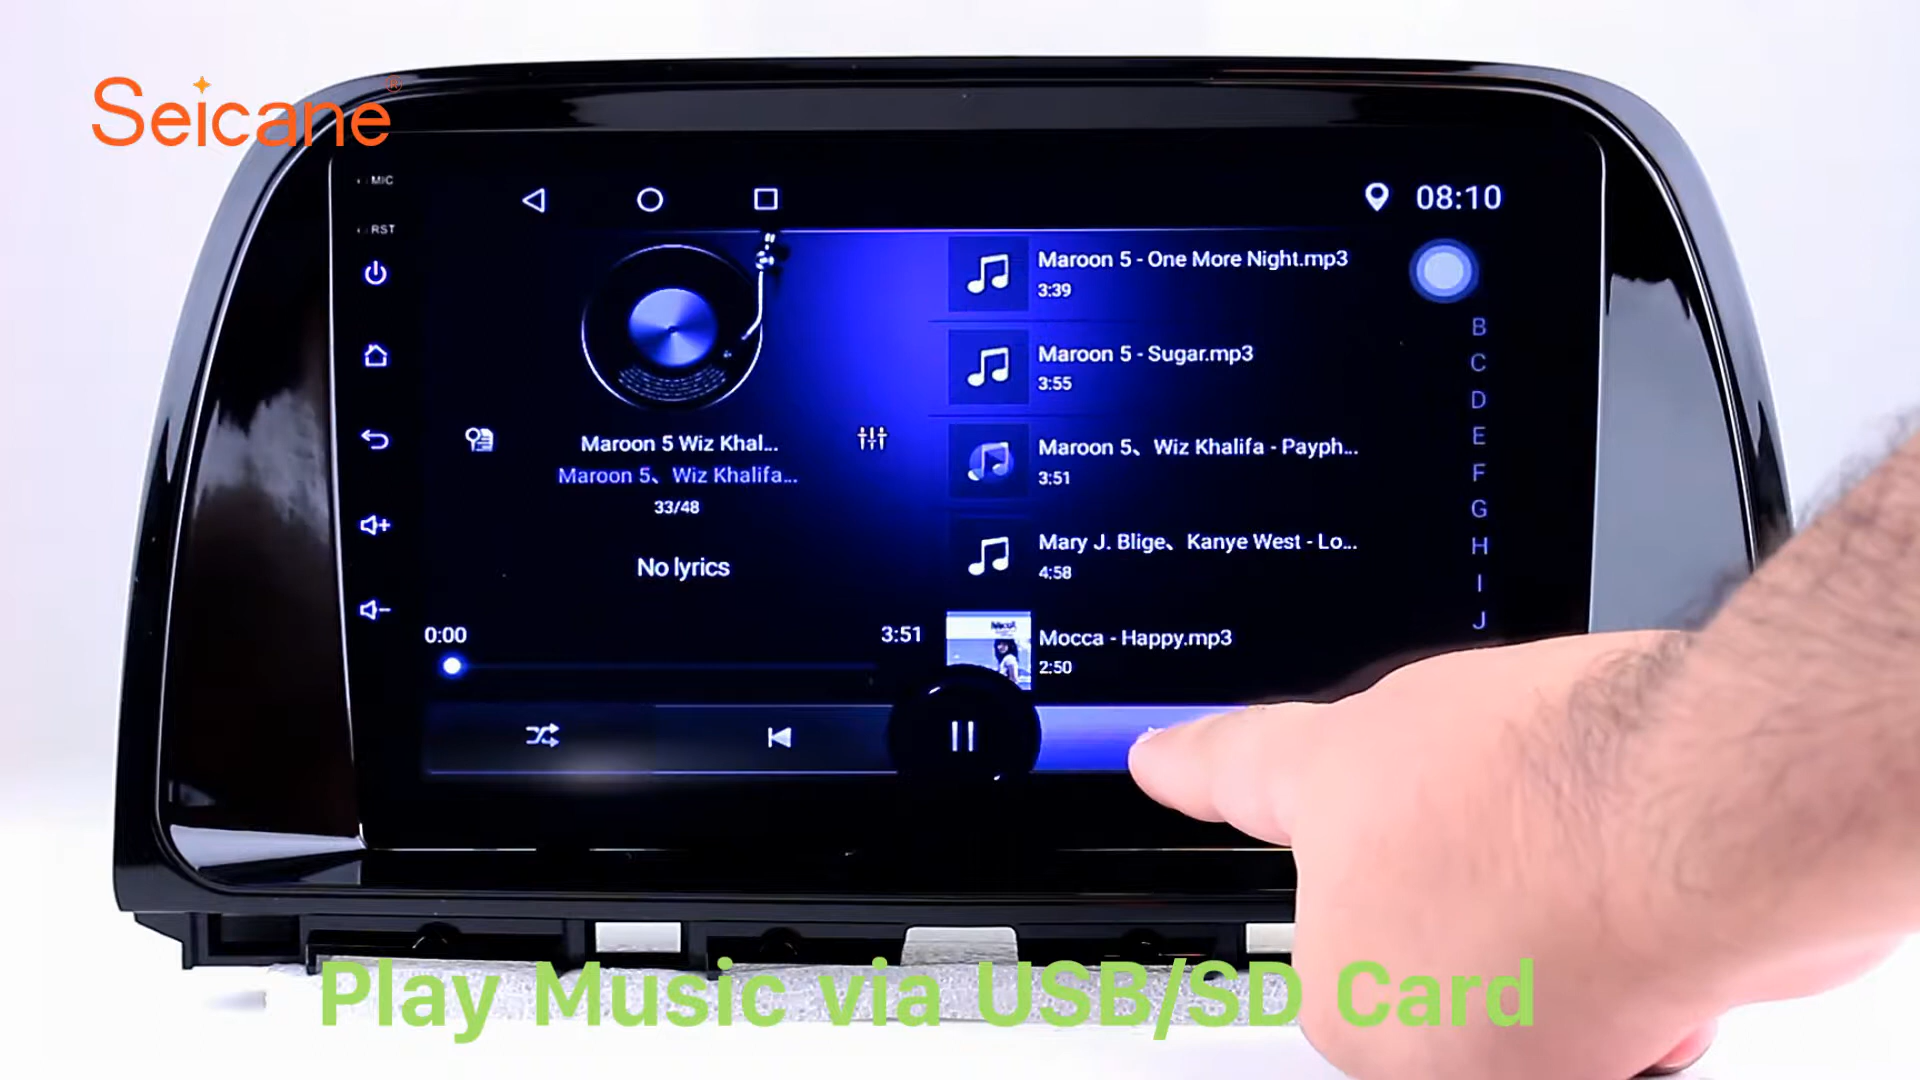 Seicane®
MIC
RST
08:10
Maroon 5 - One More Night.mp3
3:39
Maroon 5 - Sugar.mp3
3:55
Maroon 5、Wiz Khalifa - Payph...
3:51
Mary J. Blige、Kanye West - Lo...
4:58
Mocca - Happy.mp3
2:50
B
C
D
E
F
G
H
I
J
Maroon 5 Wiz Khal...
Maroon 5、Wiz Khalifa...
33/48
No lyrics
0:00
3:51
Play Music via USB/SD Card